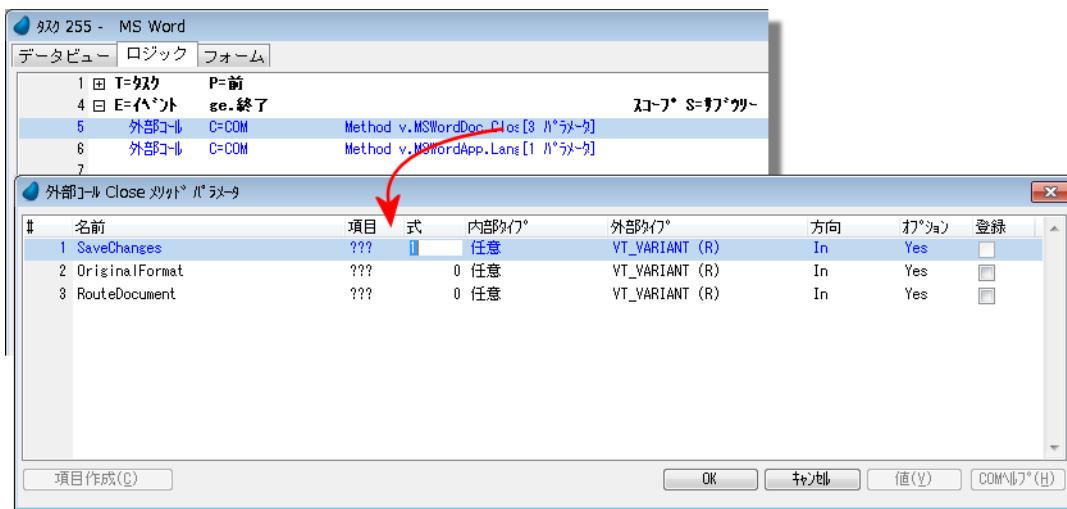 ﾀｽｸ 255 - MS Word
データビュー ロジック フォーム
1 T=ﾀｽｸ P=前
4 E=ｲﾍﾞﾝﾄ ge.終了 ｽｺｰﾌﾟ S=ｻﾌﾞﾂﾘｰ
5 外部ｺｰﾙ C=COM Method v.MSWordDoc.Clos[3 ﾊﾟﾗﾒｰﾀ]
6 外部ｺｰﾙ C=COM Method v.MSWordApp.Lang[1 ﾊﾟﾗﾒｰﾀ]
7
外部ｺｰﾙ Close ﾒｿｯﾄﾞ ﾊﾟﾗﾒｰﾀ
# 名前 項目 式 内部ﾀｲﾌﾟ 外部ﾀｲﾌﾟ 方向 ｵﾌﾟｼｮﾝ 登録
1 SaveChanges ??? 1 任意 VT_VARIANT (R) In Yes
2 OriginalFormat ??? 0 任意 VT_VARIANT (R) In Yes
3 RouteDocument ??? 0 任意 VT_VARIANT (R) In Yes
項目作成(C) OK ｷｬﾝｾﾙ 値(V) COMﾍﾙﾌﾟ(H)